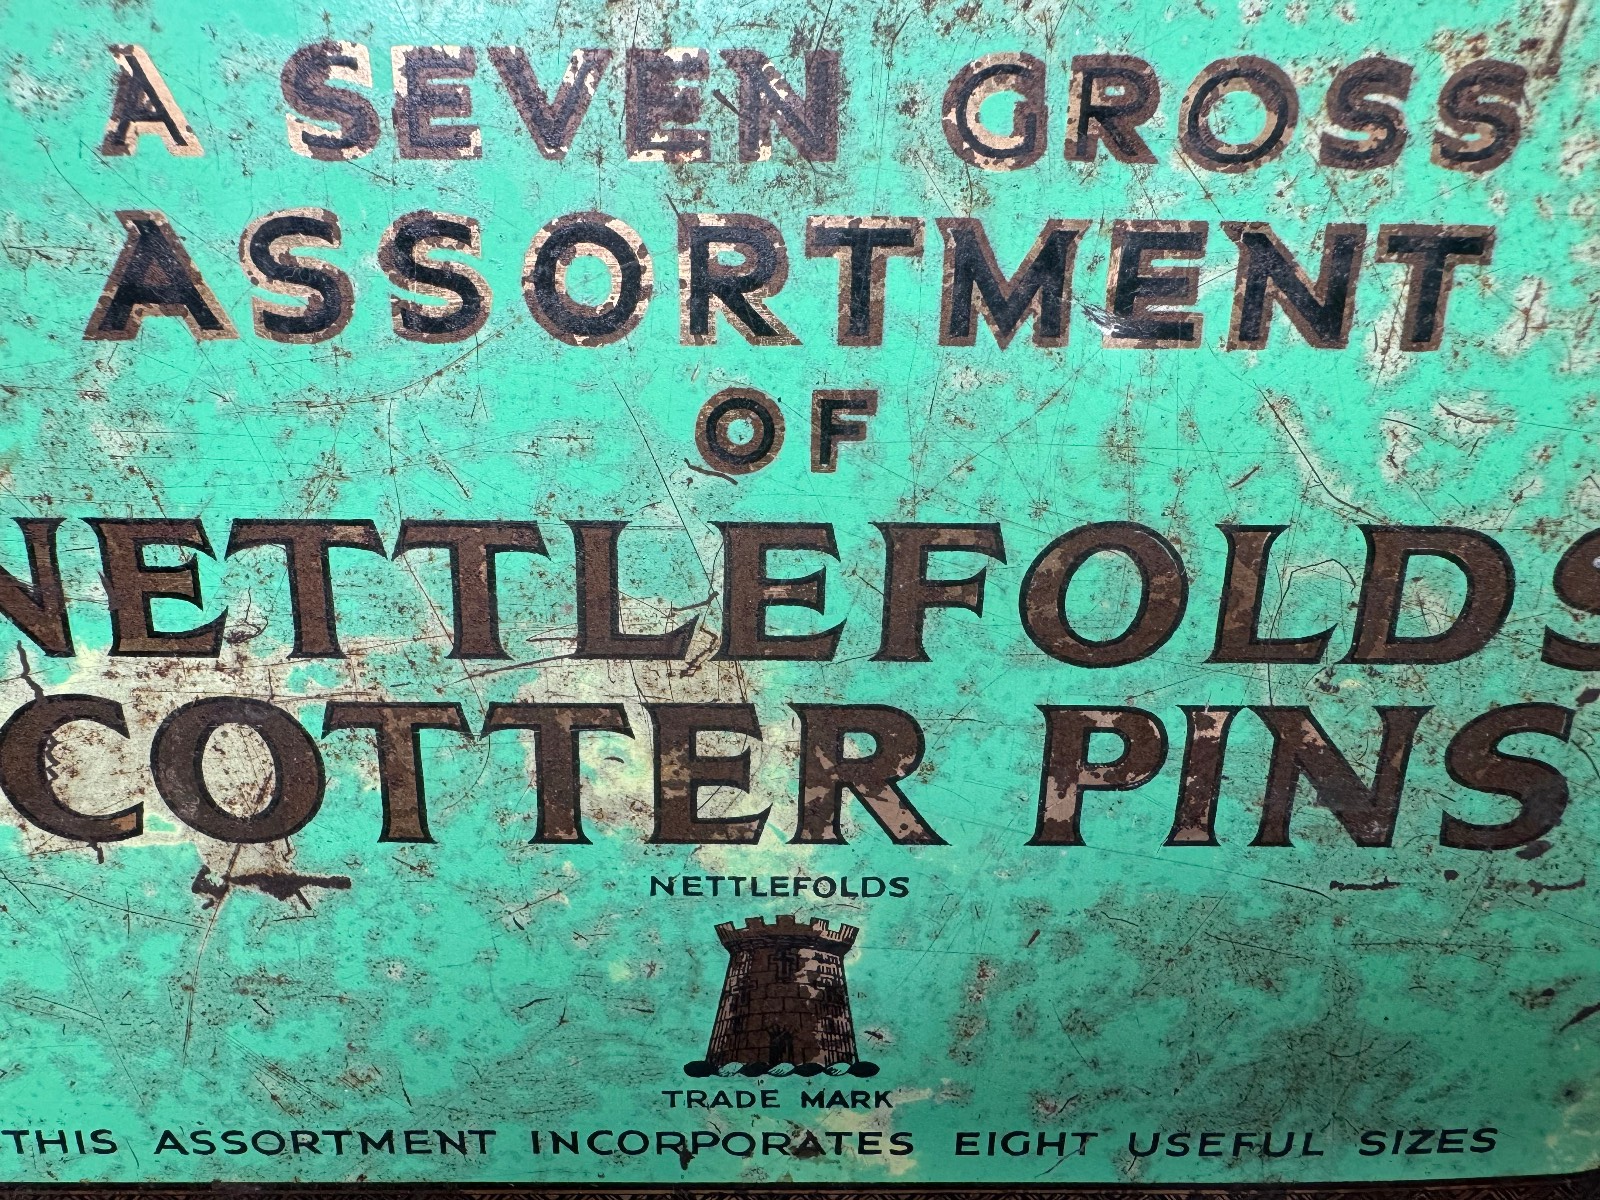 A SEVEN GROSS
ASSORTMENT
OF
NETTLEFOLDS
COTTER PINS
NETTLEFOLDS
TRADE MARK
THIS ASSORTMENT INCORPORATES EIGHT USEFUL SIZES